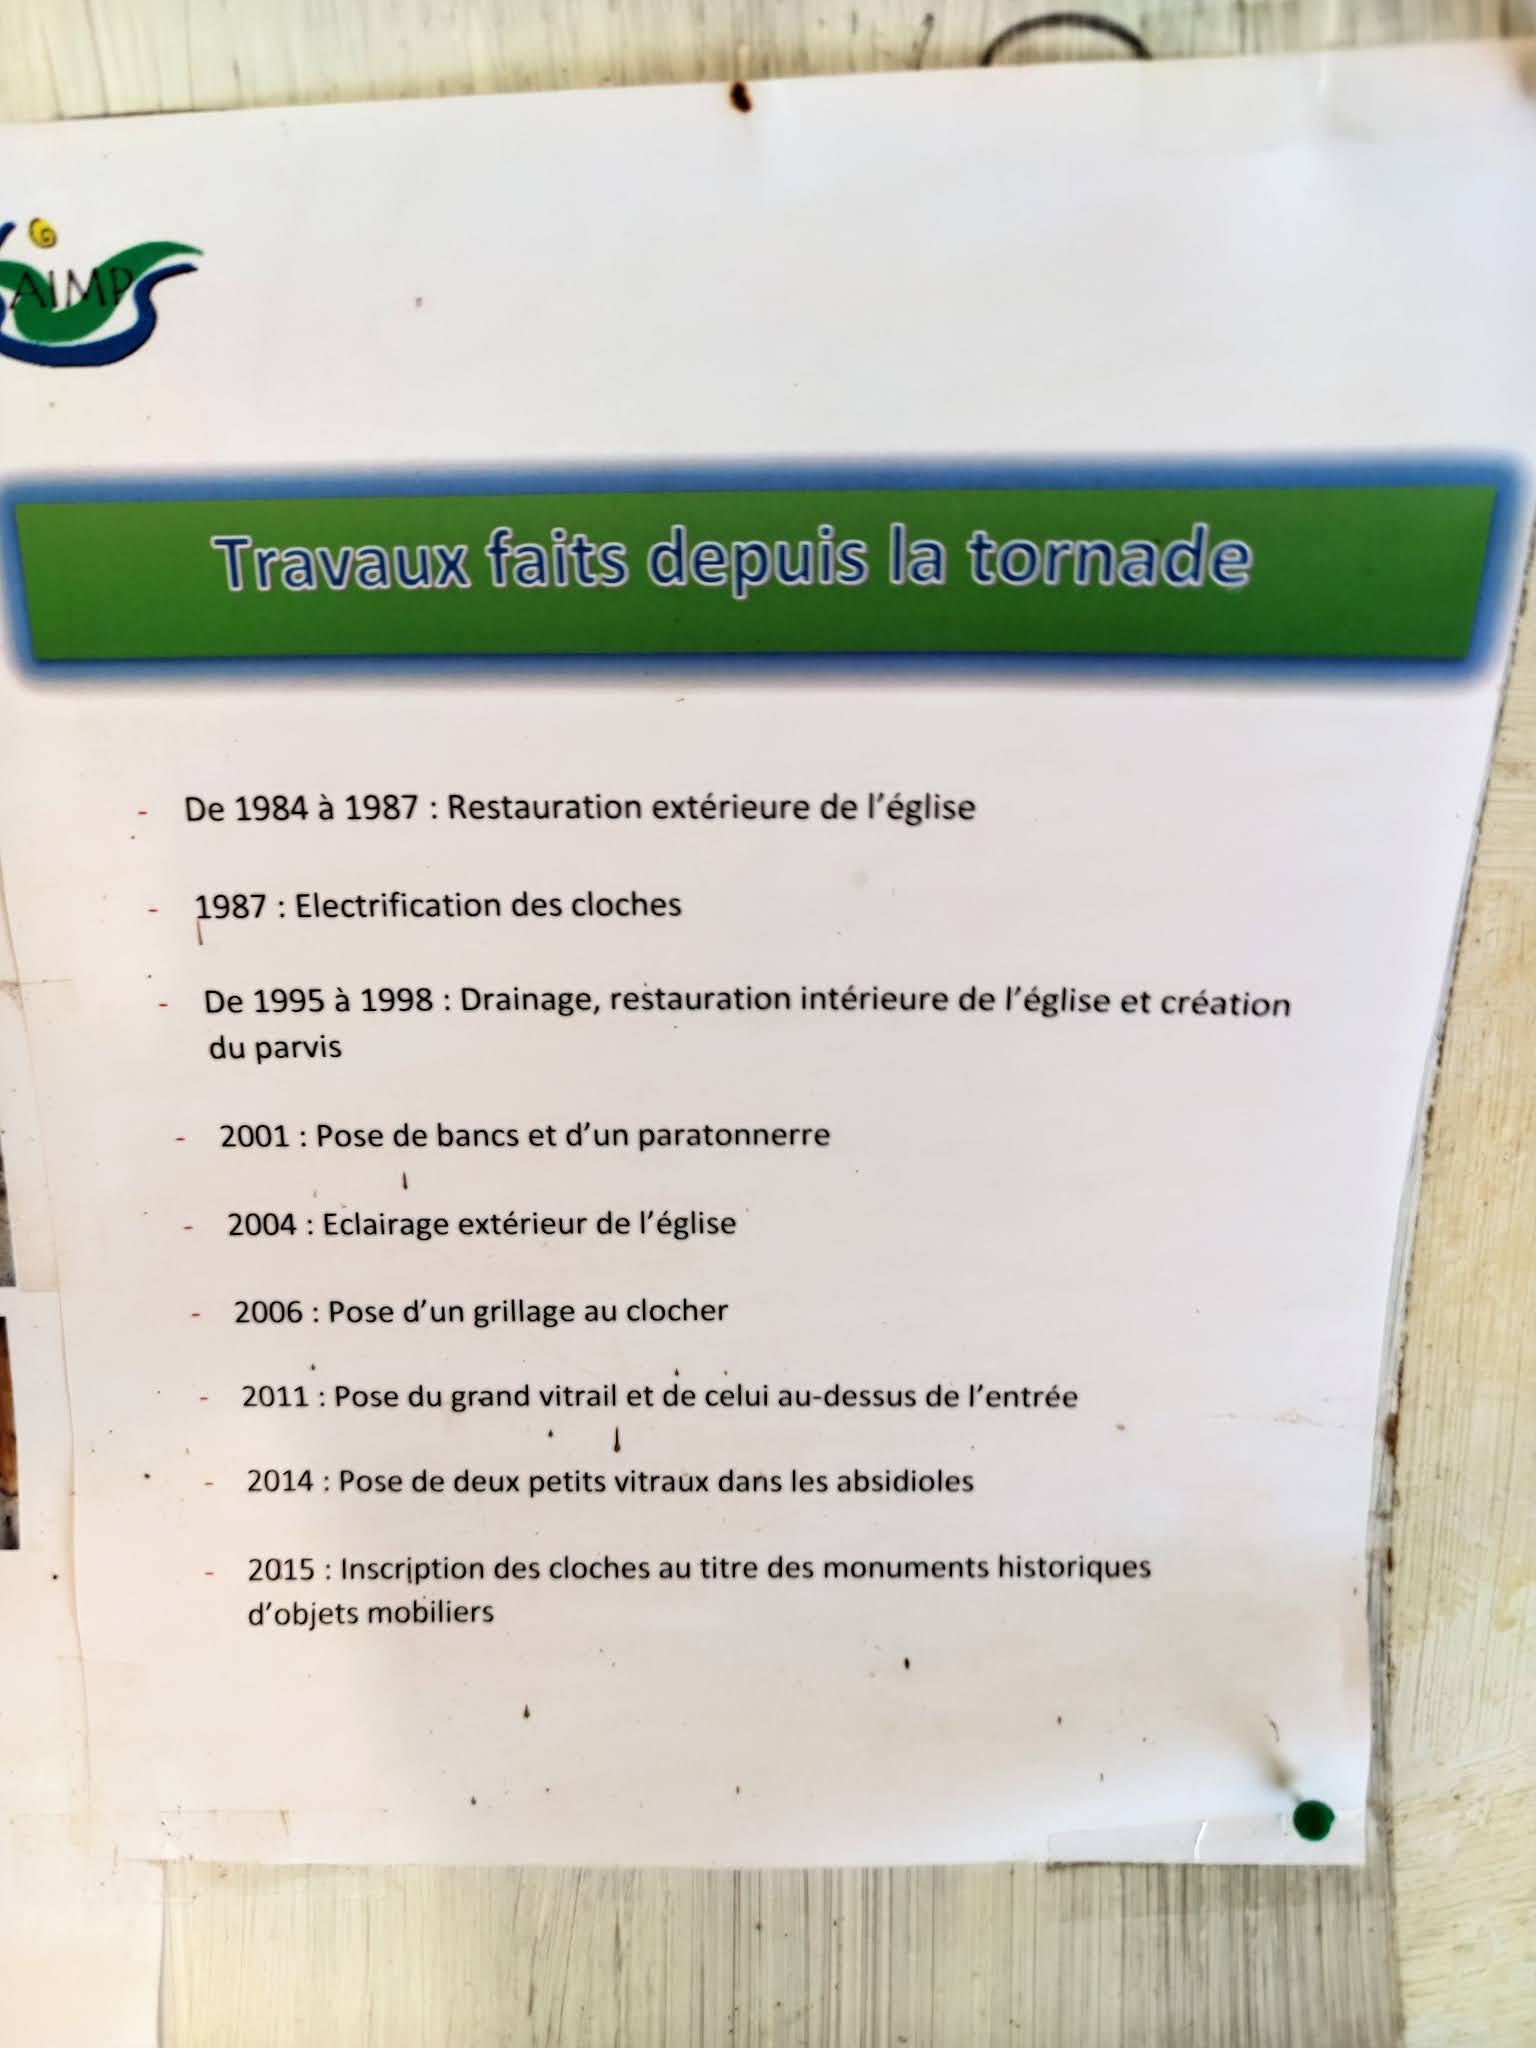 AIMP
Travaux faits depuis la tornade
- De 1984 à 1987 : Restauration extérieure de l'église
- 1987 : Electrification des cloches
- De 1995 à 1998 : Drainage, restauration intérieure de l'église et création
du parvis
- 2001 : Pose de bancs et d'un paratonnerre
- 2004 : Eclairage extérieur de l'église
- 2006 : Pose d'un grillage au clocher
- 2011 : Pose du grand vitrail et de celui au-dessus de l'entrée
- 2014 : Pose de deux petits vitraux dans les absidioles
- 2015 : Inscription des cloches au titre des monuments historiques
d'objets mobiliers